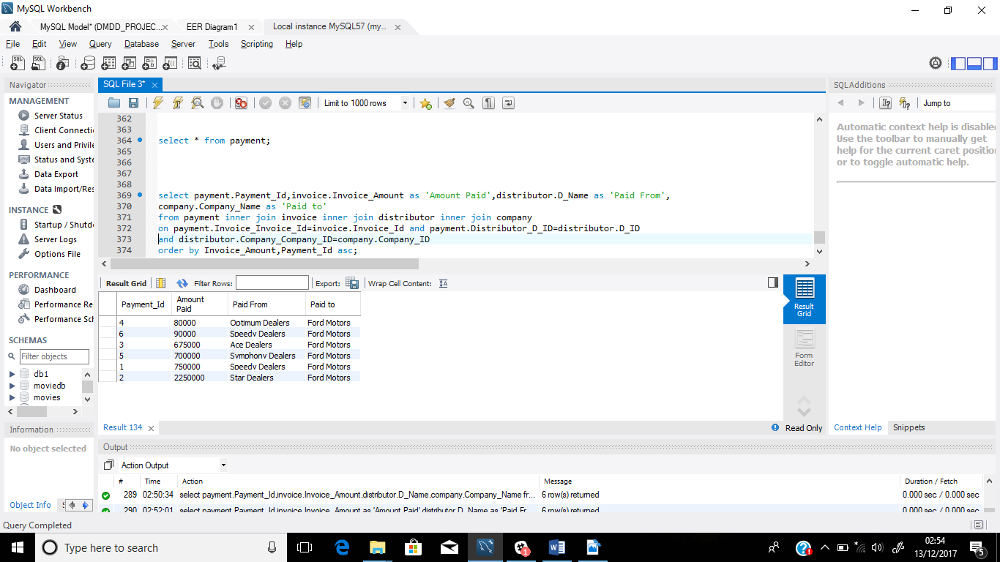 MySQL Workbench
MySQL Model* (DMDD_PROJEC...
EER Diagram1
Local instance MySQL57 (my...
File Edit View Query Database Server Tools Scripting Help
Navigator
MANAGEMENT
Server Status
Client Connecti
Users and Privile
Status and Syste
Data Export
Data Import/Res
INSTANCE
Startup / Shutdo
Server Logs
Options File
PERFORMANCE
Dashboard
Performance Re
Performance Sch
SCHEMAS
Filter objects
db1
moviedb
movies
Information
No object selected
Object Info
SQL File 3*
Limit to 1000 rows
362
363
364 select * from payment;
365
366
367
368
369 select payment.Payment_Id,invoice.Invoice_Amount as 'Amount Paid',distributor.D_Name as 'Paid From',
370 company.Company_Name as 'Paid to'
371 from payment inner join invoice inner join distributor inner join company
372 on payment.Invoice_Invoice_Id=invoice.Invoice_Id and payment.Distributor_D_ID=distributor.D_ID
373 and distributor.Company_Company_ID=company.Company_ID
374 order by Invoice_Amount,Payment_Id asc;
Result Grid Filter Rows: Export: Wrap Cell Content:
Payment_Id Amount Paid Paid From Paid to
4 80000 Optimum Dealers Ford Motors
6 90000 Speedy Dealers Ford Motors
3 675000 Ace Dealers Ford Motors
5 700000 Symphony Dealers Ford Motors
1 750000 Speedy Dealers Ford Motors
2 2250000 Star Dealers Ford Motors
Result
Grid
Form
Editor
Result 134
Read Only
SQLAdditions
Jump to
Automatic context help is disable
Use the toolbar to manually get
help for the current caret position
or to toggle automatic help.
Context Help Snippets
Output
Action Output
# Time Action Message Duration / Fetch
289 02:50:34 select payment.Payment_Id,invoice.Invoice_Amount,distributor.D_Name,company.Company_Name fr... 6 row(s) returned 0.000 sec / 0.000 sec
290 02:52:01 select payment.Payment_Id,invoice.Invoice_Amount as 'Amount Paid',distributor.D_Name as 'Paid Fr... 6 row(s) returned 0.000 sec / 0.000 sec
Query Completed
Type here to search
1
02:54
13/12/2017
5